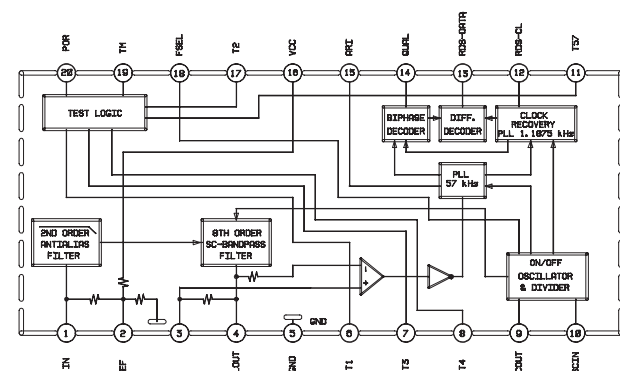 POR TM FSEL T2 VCC ARI QUAL RDS-DATA RDS-CL T57
20 19 18 17 16 15 14 13 12 11
TEST LOGIC
BIPHASE
DECODER
DIFF.
DECODER
CLOCK
RECOVERY
PLL 1.1875 kHz
PLL
57 kHz
2ND ORDER
ANTIALIAS
FILTER
8TH ORDER
SC-BANDPASS
FILTER
ON/OFF
OSCILLATOR
& DIVIDER
-
+
GND
1 2 3 4 5 6 7 8 9 10
IN EF LOUT GND T1 T3 T4 COUT SCIN